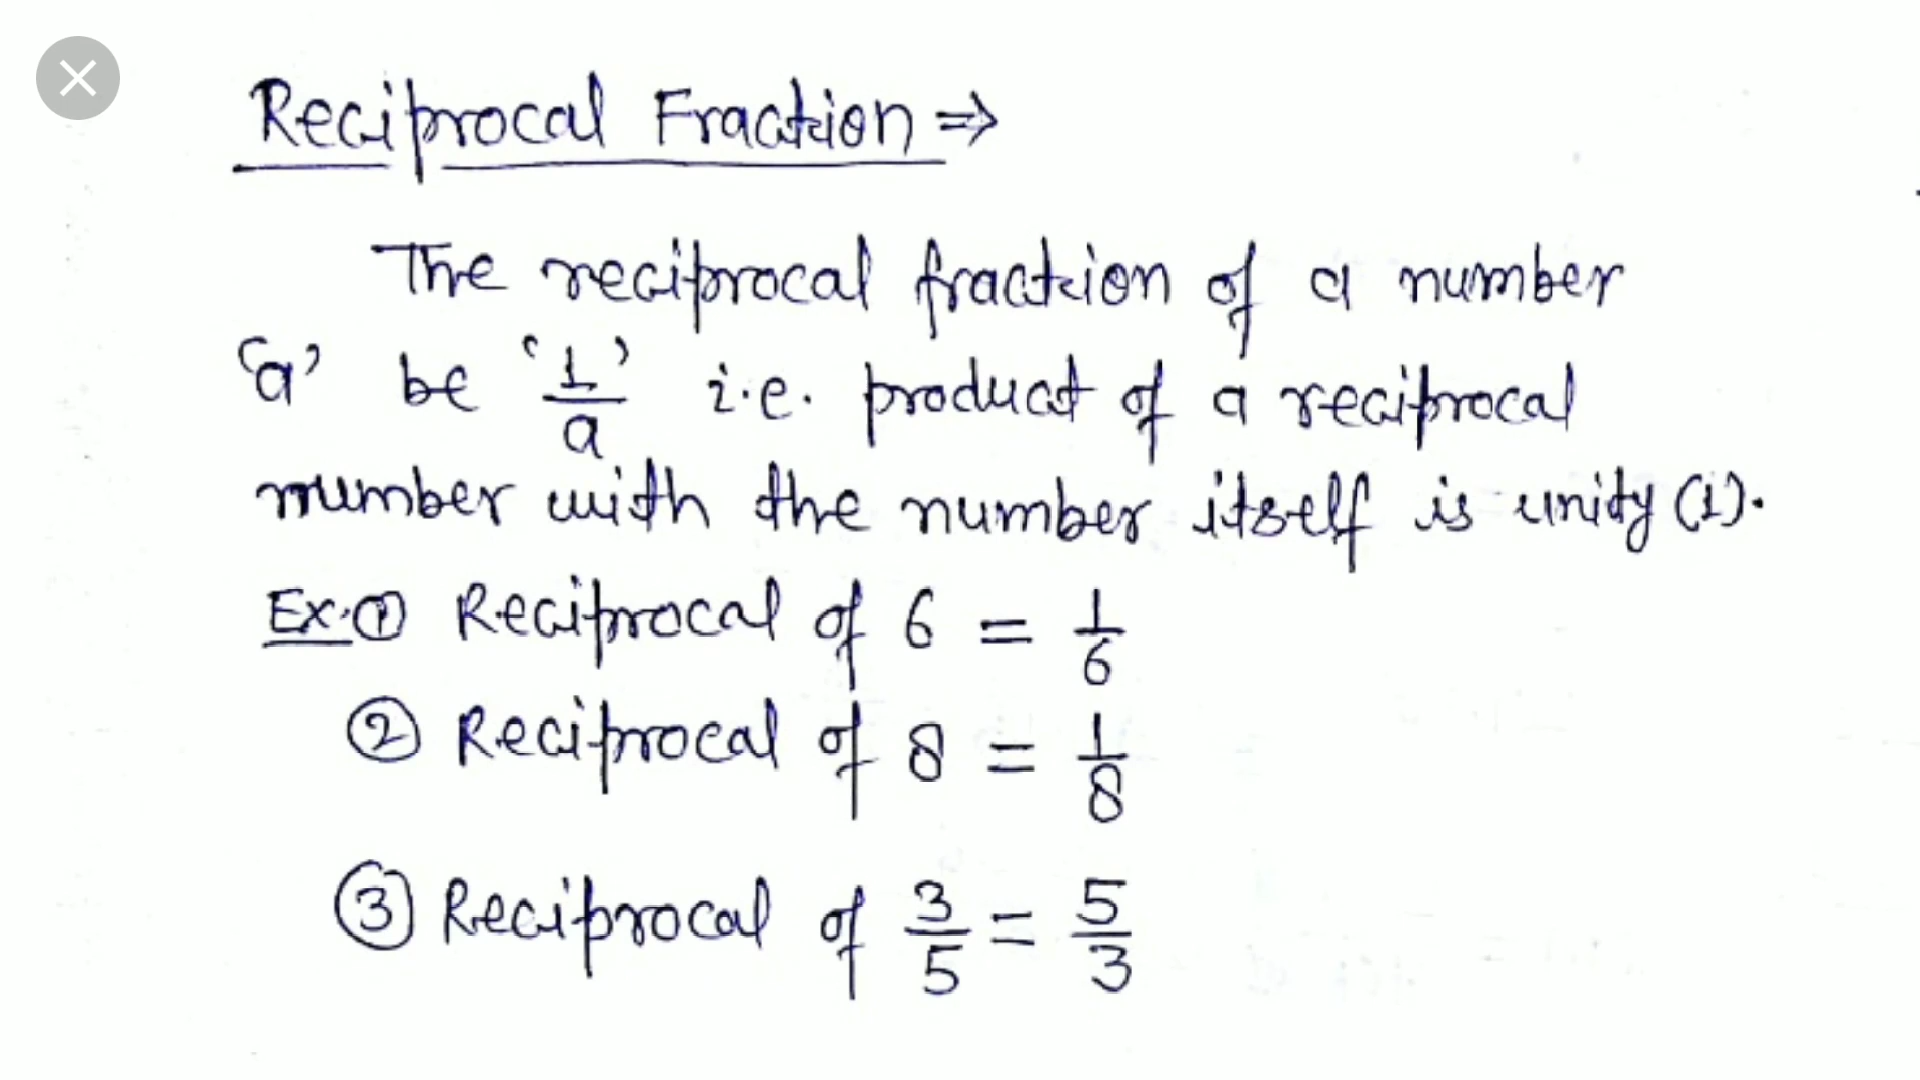 Reciprocal Fraction ⇒
The reciprocal fraction of a number
'a' be '1/a' i.e. product of a reciprocal
number with the number itself is unity (1).
Ex.① Reciprocal of 6 = 1/6
② Reciprocal of 8 = 1/8
③ Reciprocal of 3/5 = 5/3